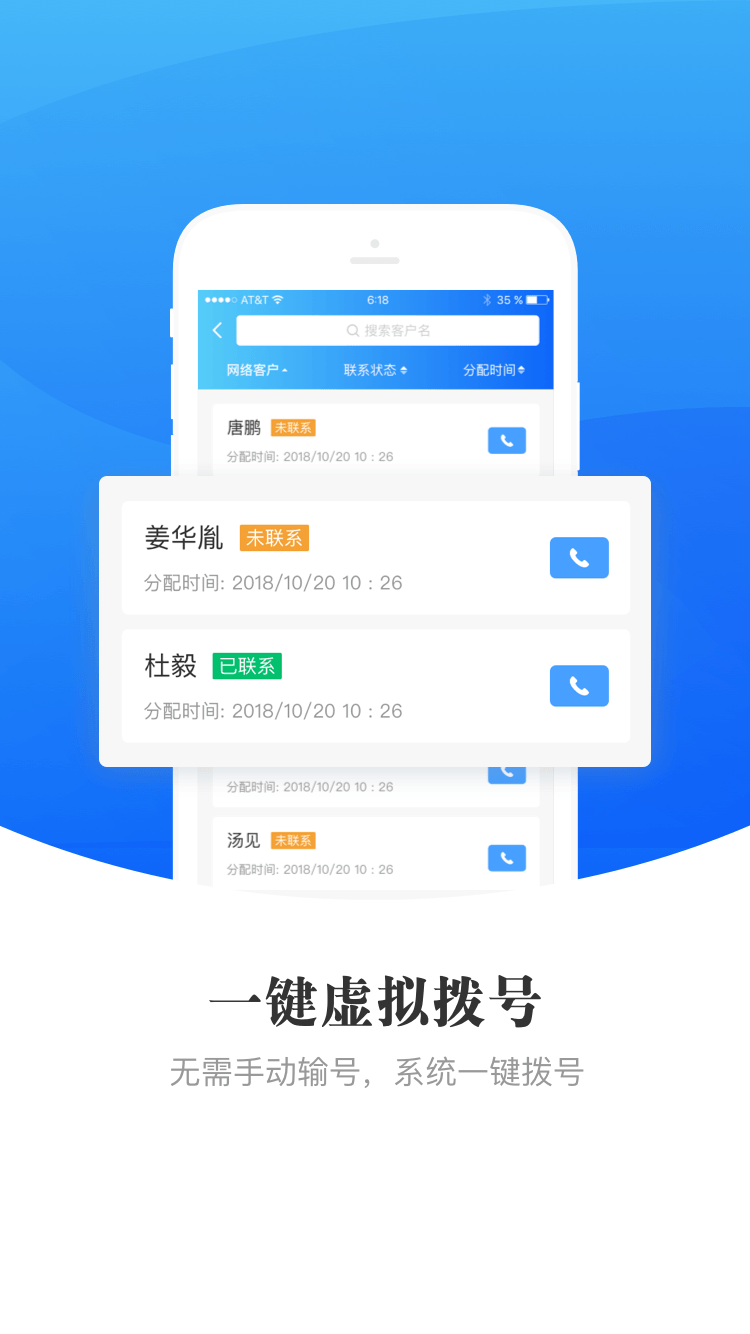 AT&T 6:18 35 %
搜索客户名
网络客户 联系状态 分配时间
唐鹏 未联系
分配时间: 2018/10/20 10 : 26
姜华胤 未联系
分配时间: 2018/10/20 10 : 26
杜毅 已联系
分配时间: 2018/10/20 10 : 26
分配时间: 2018/10/20 10 : 26
汤见 未联系
分配时间: 2018/10/20 10 : 26
一键虚拟拨号
无需手动输号，系统一键拨号